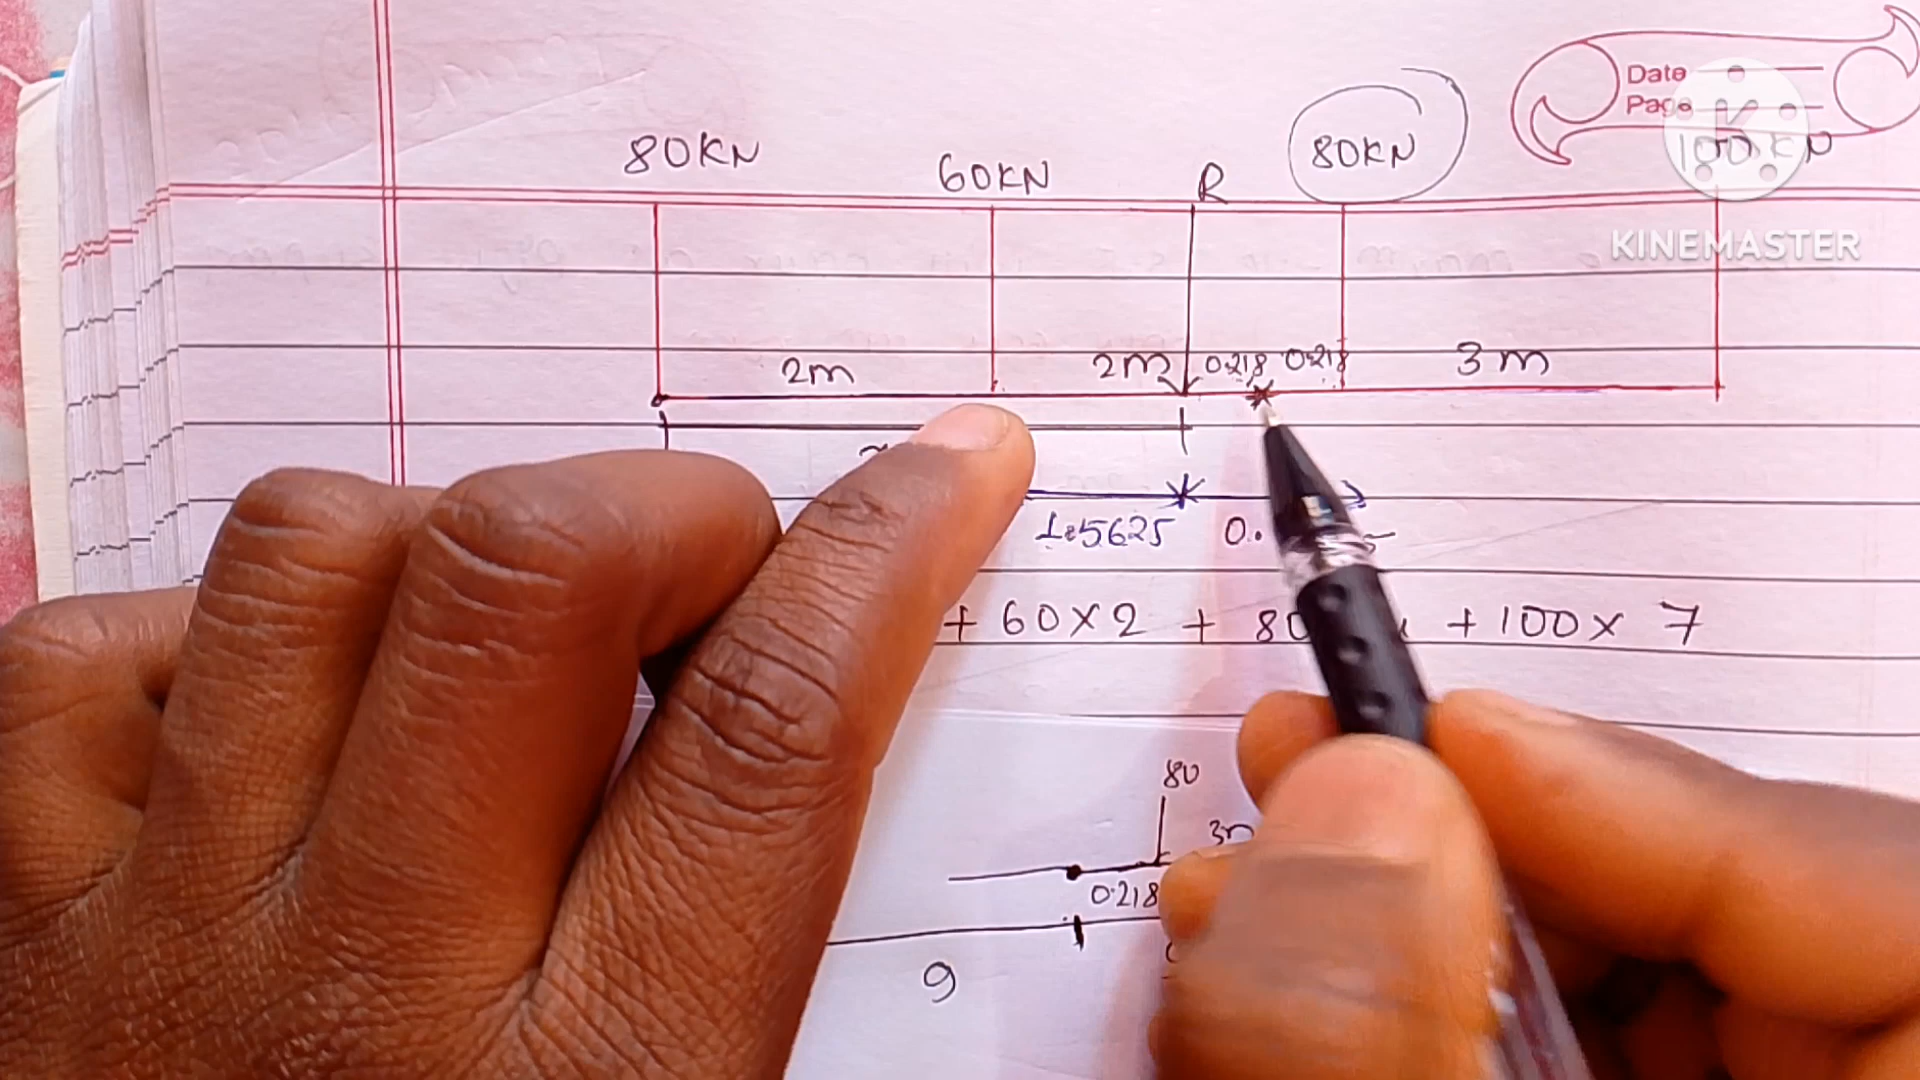 Date
Page
80KN 60KN R 80KN 100KN
KINEMASTER
2m 2m 0.218 0.218 3m
1.5625 0.
+ 60 x 2 + 80 + 100 x 7
80
3m
0.218
9